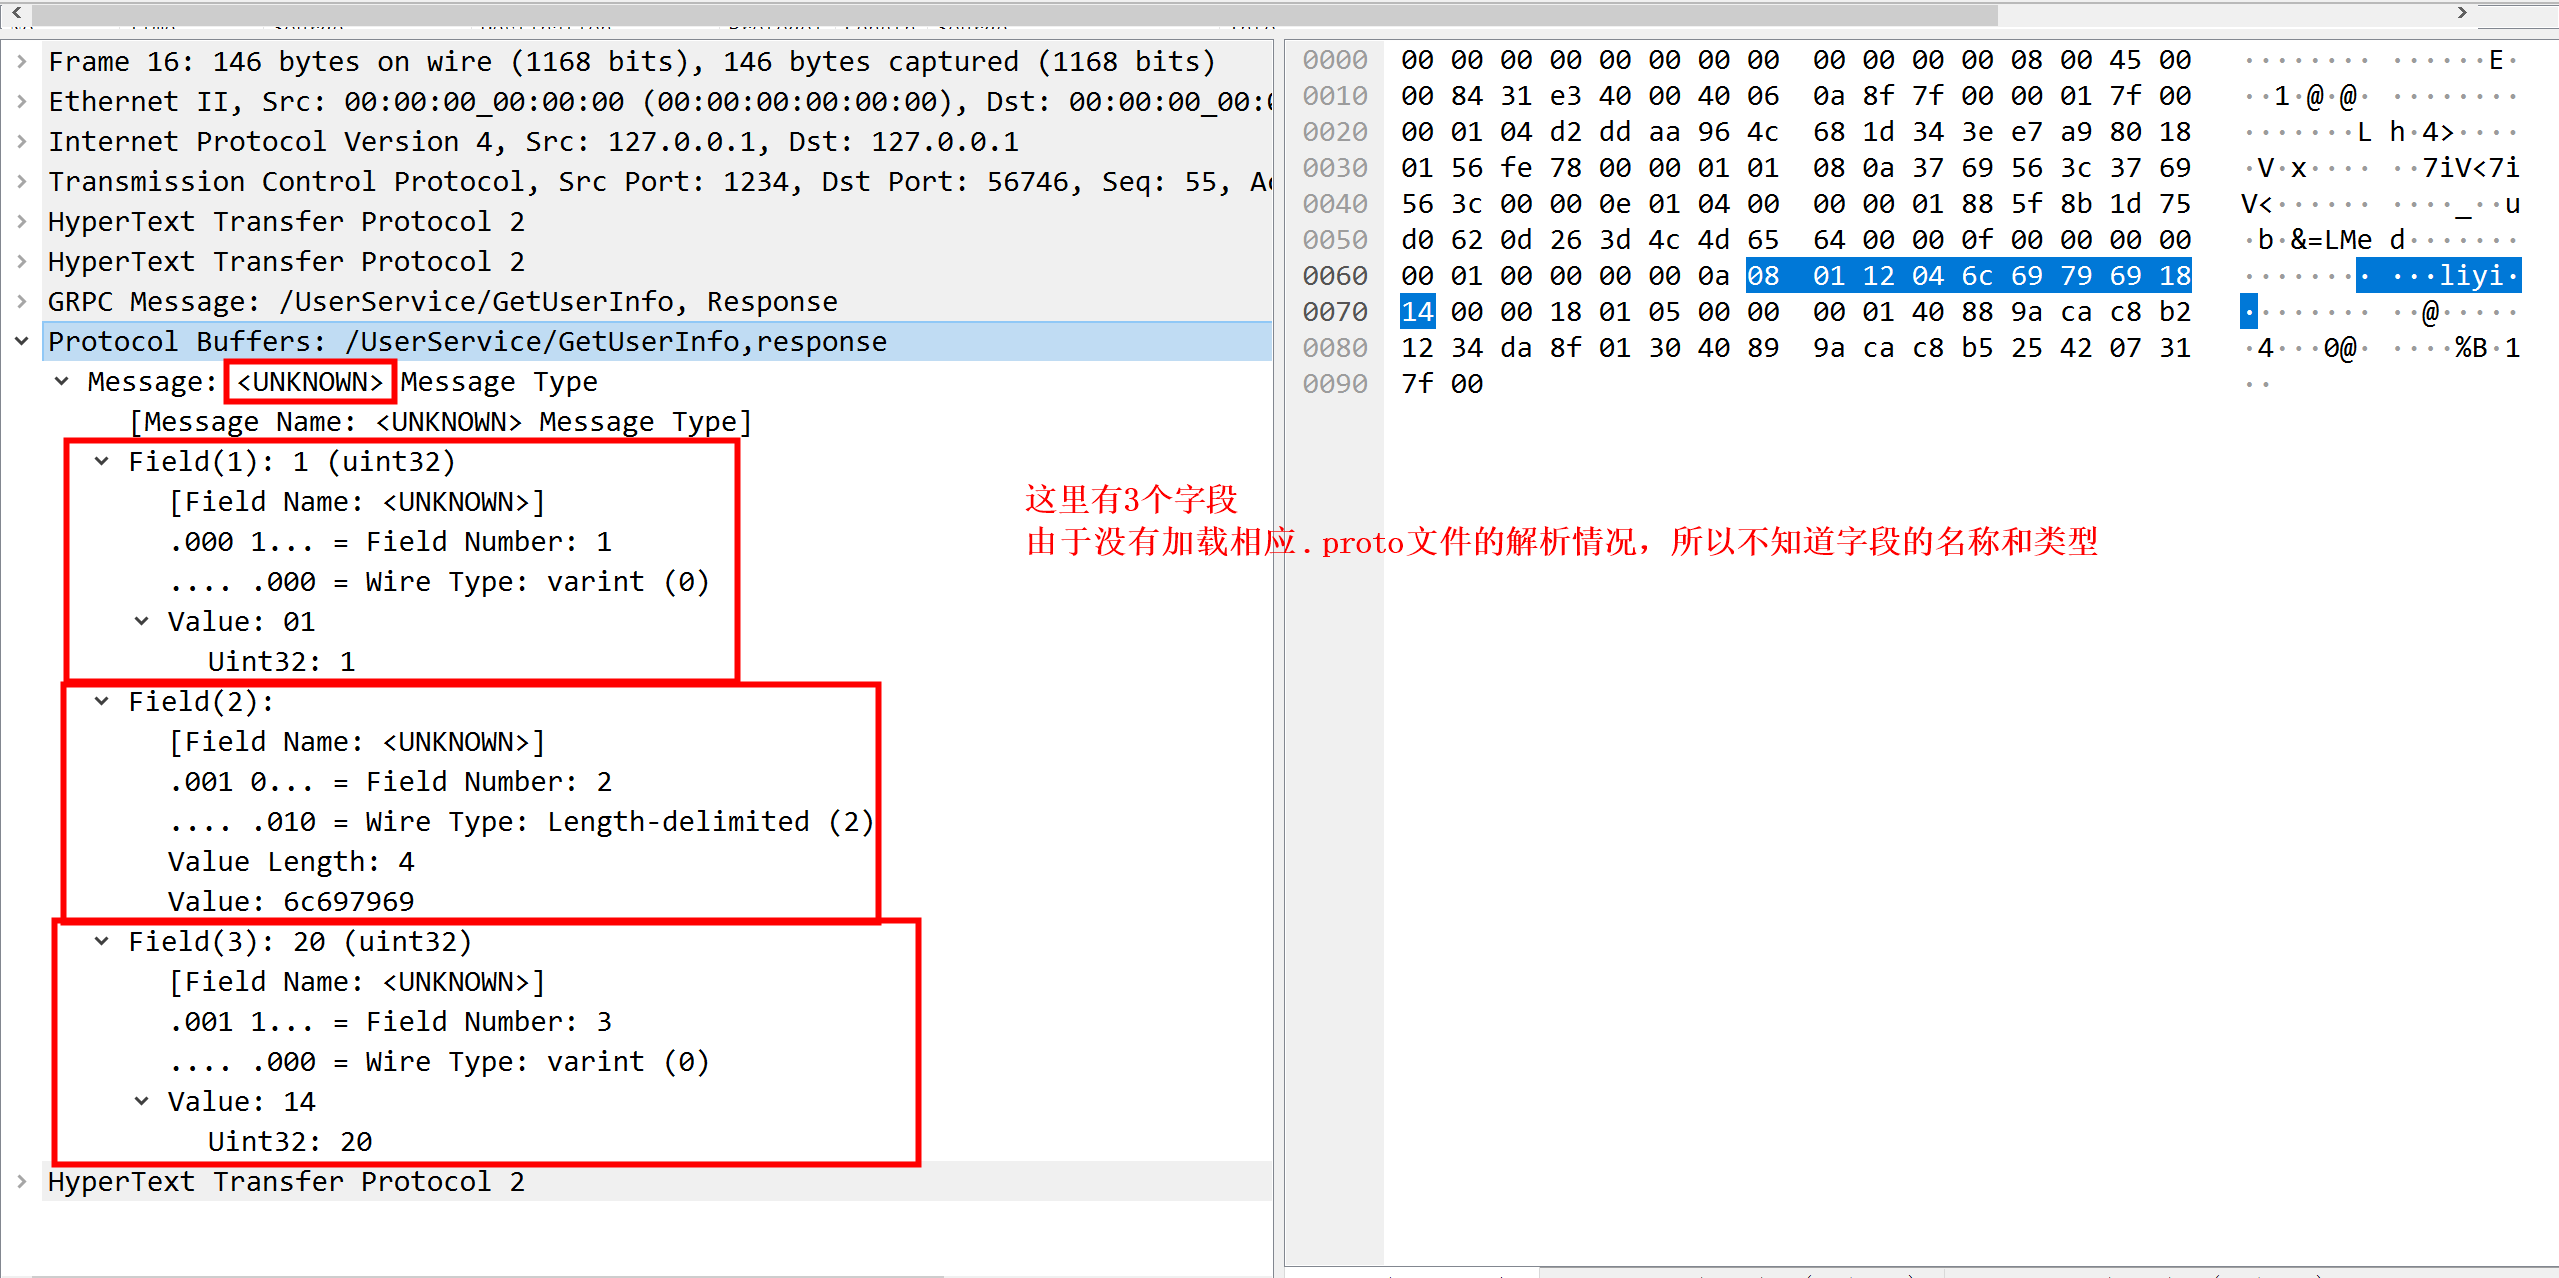 Frame 16: 146 bytes on wire (1168 bits), 146 bytes captured (1168 bits)
Ethernet II, Src: 00:00:00_00:00:00 (00:00:00:00:00:00), Dst: 00:00:00_00:0
Internet Protocol Version 4, Src: 127.0.0.1, Dst: 127.0.0.1
Transmission Control Protocol, Src Port: 1234, Dst Port: 56746, Seq: 55, Ac
HyperText Transfer Protocol 2
HyperText Transfer Protocol 2
GRPC Message: /UserService/GetUserInfo, Response
Protocol Buffers: /UserService/GetUserInfo,response
Message: <UNKNOWN> Message Type
[Message Name: <UNKNOWN> Message Type]
Field(1): 1 (uint32)
[Field Name: <UNKNOWN>]
.000 1... = Field Number: 1
.... .000 = Wire Type: varint (0)
Value: 01
Uint32: 1
Field(2):
[Field Name: <UNKNOWN>]
.001 0... = Field Number: 2
.... .010 = Wire Type: Length-delimited (2)
Value Length: 4
Value: 6c697969
Field(3): 20 (uint32)
[Field Name: <UNKNOWN>]
.001 1... = Field Number: 3
.... .000 = Wire Type: varint (0)
Value: 14
Uint32: 20
HyperText Transfer Protocol 2
0000 00 00 00 00 00 00 00 00 00 00 00 00 08 00 45 00 ········ ······E·
0010 00 84 31 e3 40 00 40 06 0a 8f 7f 00 00 01 7f 00 ··1·@·@· ········
0020 00 01 04 d2 dd aa 96 4c 68 1d 34 3e e7 a9 80 18 ·······L h·4>····
0030 01 56 fe 78 00 00 01 01 08 0a 37 69 56 3c 37 69 ·V·x···· ··7iV<7i
0040 56 3c 00 00 0e 01 04 00 00 00 01 88 5f 8b 1d 75 V<······ ····_··u
0050 d0 62 0d 26 3d 4c 4d 65 64 00 00 0f 00 00 00 00 ·b·&=LMe d·······
0060 00 01 00 00 00 00 0a 08 01 12 04 6c 69 79 69 18 ········ ···liyi·
0070 14 00 00 18 01 05 00 00 00 01 40 88 9a ca c8 b2 ········ ··@·····
0080 12 34 da 8f 01 30 40 89 9a ca c8 b5 25 42 07 31 ·4···0@· ····%B·1
0090 7f 00 ··
这里有3个字段
由于没有加载相应.proto文件的解析情况，所以不知道字段的名称和类型